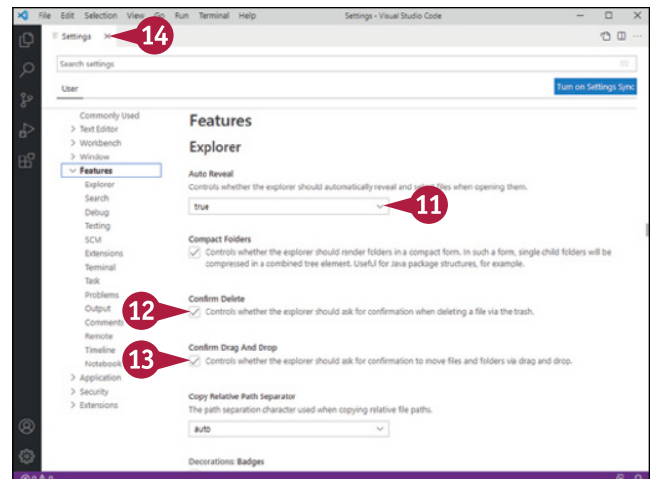 File Edit Selection View Go Run Terminal Help Settings - Visual Studio Code
Settings 14
Search settings
User Turn on Settings Sync
Commonly Used
Text Editor
Workbench
Window
Features
Explorer
Search
Debug
Testing
SCM
Extensions
Terminal
Task
Problems
Output
Comments
Remote
Timeline
Notebook
Application
Security
Extensions
Features
Explorer
Auto Reveal
Controls whether the explorer should automatically reveal and files when opening them.
true 11
Compact Folders
Controls whether the explorer should render folders in a compact form. In such a form, single child folders will be
compressed in a combined tree element. Useful for Java package structures, for example.
Confirm Delete
12 Controls whether the explorer should ask for confirmation when deleting a file via the trash.
Confirm Drag And Drop
13 Controls whether the explorer should ask for confirmation to move files and folders via drag and drop.
Copy Relative Path Separator
The path separation character used when copying relative file paths.
auto
Decorations: Badges